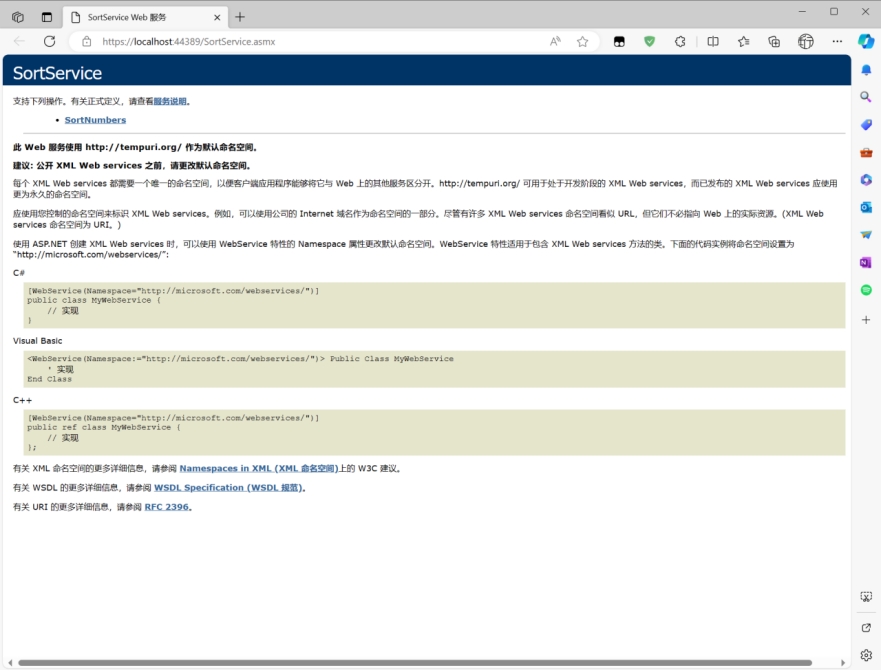 SortService Web 服务
https://localhost:44389/SortService.asmx
SortService
支持下列操作。有关正式定义，请查看服务说明。
• SortNumbers
此 Web 服务使用 http://tempuri.org/ 作为默认命名空间。
建议: 公开 XML Web services 之前，请更改默认命名空间。
每个 XML Web services 都需要一个唯一的命名空间，以便客户端应用程序能够将它与 Web 上的其他服务区分开。http://tempuri.org/ 可用于处于开发阶段的 XML Web services，而已发布的 XML Web services 应使用
更为永久的命名空间。
应使用您控制的命名空间来标识 XML Web services。例如，可以使用公司的 Internet 域名作为命名空间的一部分。尽管有许多 XML Web services 命名空间看似 URL，但它们不必指向 Web 上的实际资源。(XML Web
services 命名空间为 URI。)
使用 ASP.NET 创建 XML Web services 时，可以使用 WebService 特性的 Namespace 属性更改默认命名空间。WebService 特性适用于包含 XML Web services 方法的类。下面的代码实例将命名空间设置为
“http://microsoft.com/webservices/”:
C#
[WebService(Namespace="http://microsoft.com/webservices/")]
public class MyWebService {
// 实现
}
Visual Basic
<WebService(Namespace:="http://microsoft.com/webservices/")> Public Class MyWebService
' 实现
End Class
C++
[WebService(Namespace="http://microsoft.com/webservices/")]
public ref class MyWebService {
// 实现
};
有关 XML 命名空间的更多详细信息，请参阅 Namespaces in XML (XML 命名空间)上的 W3C 建议。
有关 WSDL 的更多详细信息，请参阅 WSDL Specification (WSDL 规范)。
有关 URI 的更多详细信息，请参阅 RFC 2396。